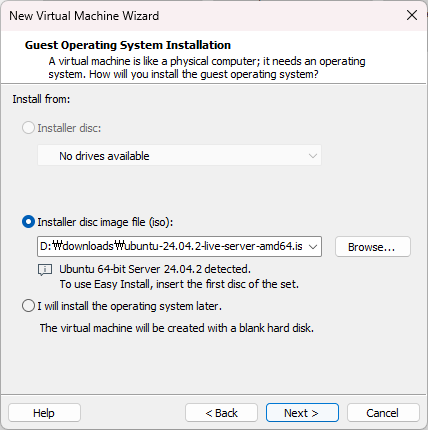 New Virtual Machine Wizard
Guest Operating System Installation
A virtual machine is like a physical computer; it needs an operating
system. How will you install the guest operating system?
Install from:
Installer disc:
No drives available
Installer disc image file (iso):
D:₩downloads₩ubuntu-24.04.2-live-server-amd64.is
Browse...
Ubuntu 64-bit Server 24.04.2 detected.
To use Easy Install, insert the first disc of the set.
I will install the operating system later.
The virtual machine will be created with a blank hard disk.
Help
< Back
Next >
Cancel